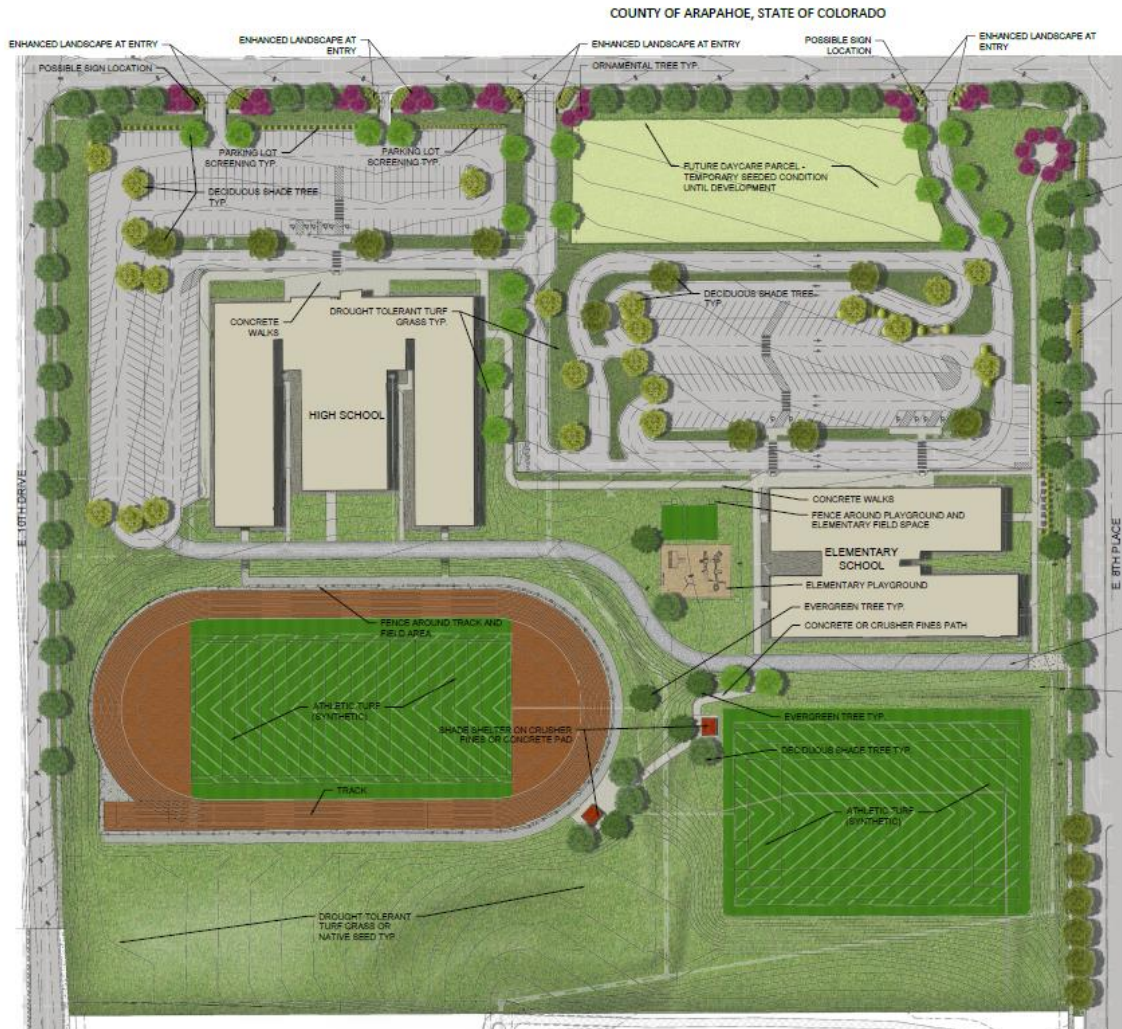 COUNTY OF ARAPAHOE, STATE OF COLORADO
ENHANCED LANDSCAPE AT ENTRY
POSSIBLE SIGN LOCATION
ENHANCED LANDSCAPE AT
ENTRY
ENHANCED LANDSCAPE AT ENTRY
ORNAMENTAL TREE TYP.
POSSIBLE SIGN
LOCATION
ENHANCED LANDSCAPE AT
ENTRY
PARKING LOT
SCREENING TYP.
PARKING LOT
SCREENING TYP.
DECIDUOUS SHADE TREE
TYP.
FUTURE DAYCARE PARCEL -
TEMPORARY SEEDED CONDITION
UNTIL DEVELOPMENT
CONCRETE
WALKS
DROUGHT TOLERANT TURF
GRASS TYP.
DECIDUOUS SHADE TREE
TYP.
HIGH SCHOOL
E. 10TH DRIVE
CONCRETE WALKS
FENCE AROUND PLAYGROUND AND
ELEMENTARY FIELD SPACE
ELEMENTARY
SCHOOL
E. 8TH PLACE
ELEMENTARY PLAYGROUND
EVERGREEN TREE TYP.
CONCRETE OR CRUSHER FINES PATH
FENCE AROUND TRACK AND
FIELD AREA
ATHLETIC TURF
(SYNTHETIC)
SHADE SHELTER ON CRUSHER
FINES OR CONCRETE PAD
EVERGREEN TREE TYP.
DECIDUOUS SHADE TREE TYP.
TRACK
ATHLETIC TURF
(SYNTHETIC)
DROUGHT TOLERANT
TURF GRASS OR
NATIVE SEED TYP.